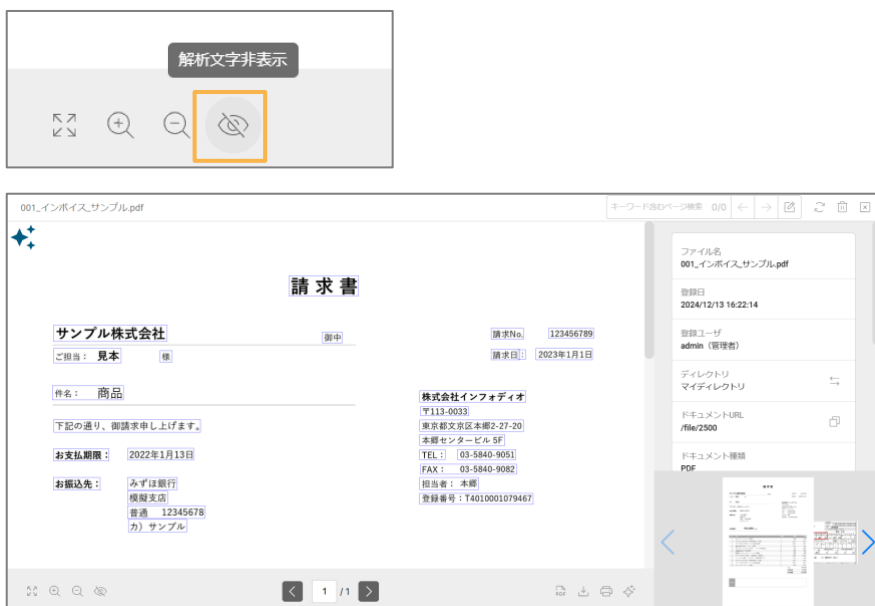 解析文字非表示
001_インボイス_サンプル.pdf
キーワード含むページ検索 0/0
請求書
サンプル株式会社 御中
ご担当： 見本 様
件名： 商品
下記の通り、御請求申し上げます。
お支払期限： 2022年1月13日
お振込先： みずほ銀行
模擬支店
普通 12345678
カ）サンプル
請求No. 123456789
請求日： 2023年1月1日
株式会社インフォディオ
〒113-0033
東京都文京区本郷2-27-20
本郷センタービル 5F
TEL： 03-5840-9051
FAX： 03-5840-9082
担当者： 本郷
登録番号：T4010001079467
ファイル名
001_インボイス_サンプル.pdf
登録日
2024/12/13 16:22:14
登録ユーザ
admin（管理者）
ディレクトリ
マイディレクトリ
ドキュメントURL
/file/2500
ドキュメント種類
PDF
1 /1